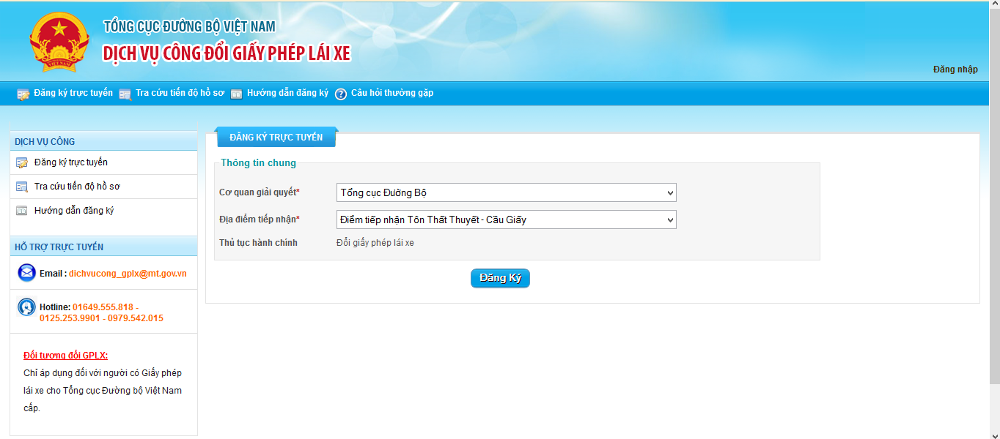 TỔNG CỤC ĐƯỜNG BỘ VIỆT NAM
DỊCH VỤ CÔNG ĐỔI GIẤY PHÉP LÁI XE
VIỆT NAM
Đăng nhập
Đăng ký trực tuyến Tra cứu tiến độ hồ sơ Hướng dẫn đăng ký Câu hỏi thường gặp
DỊCH VỤ CÔNG
Đăng ký trực tuyến
Tra cứu tiến độ hồ sơ
Hướng dẫn đăng ký
HỖ TRỢ TRỰC TUYẾN
Email : dichvucong_gplx@mt.gov.vn
Hotline: 01649.555.818 -
0125.253.9901 - 0979.542.015
Đối tượng đổi GPLX:
Chỉ áp dụng đối với người có Giấy phép
lái xe cho Tổng cục Đường bộ Việt Nam
cấp.
ĐĂNG KÝ TRỰC TUYẾN
Thông tin chung
Cơ quan giải quyết* Tổng cục Đường Bộ
Địa điểm tiếp nhận* Điểm tiếp nhận Tôn Thất Thuyết - Cầu Giấy
Thủ tục hành chính Đổi giấy phép lái xe
Đăng Ký